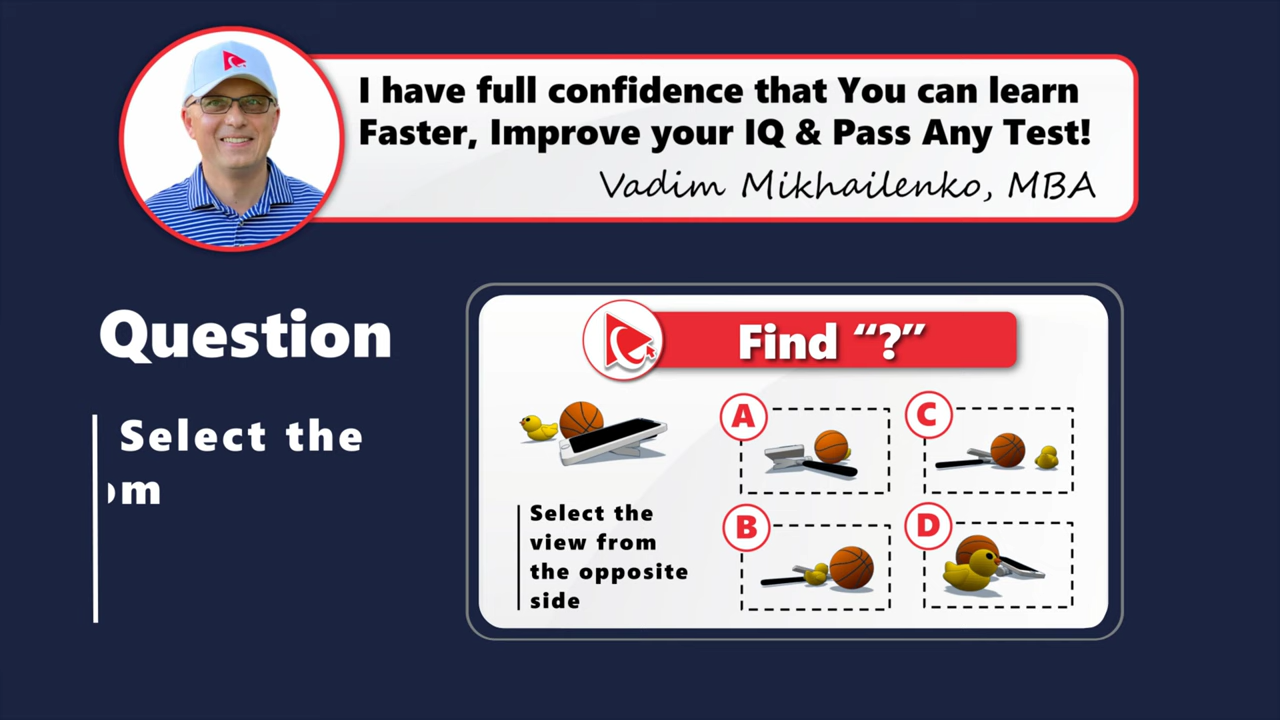 I have full confidence that You can learn
Faster, Improve your IQ & Pass Any Test!
Vadim Mikhailenko, MBA
Question
Select the
om
Find “?”
A
C
B
D
Select the
view from
the opposite
side